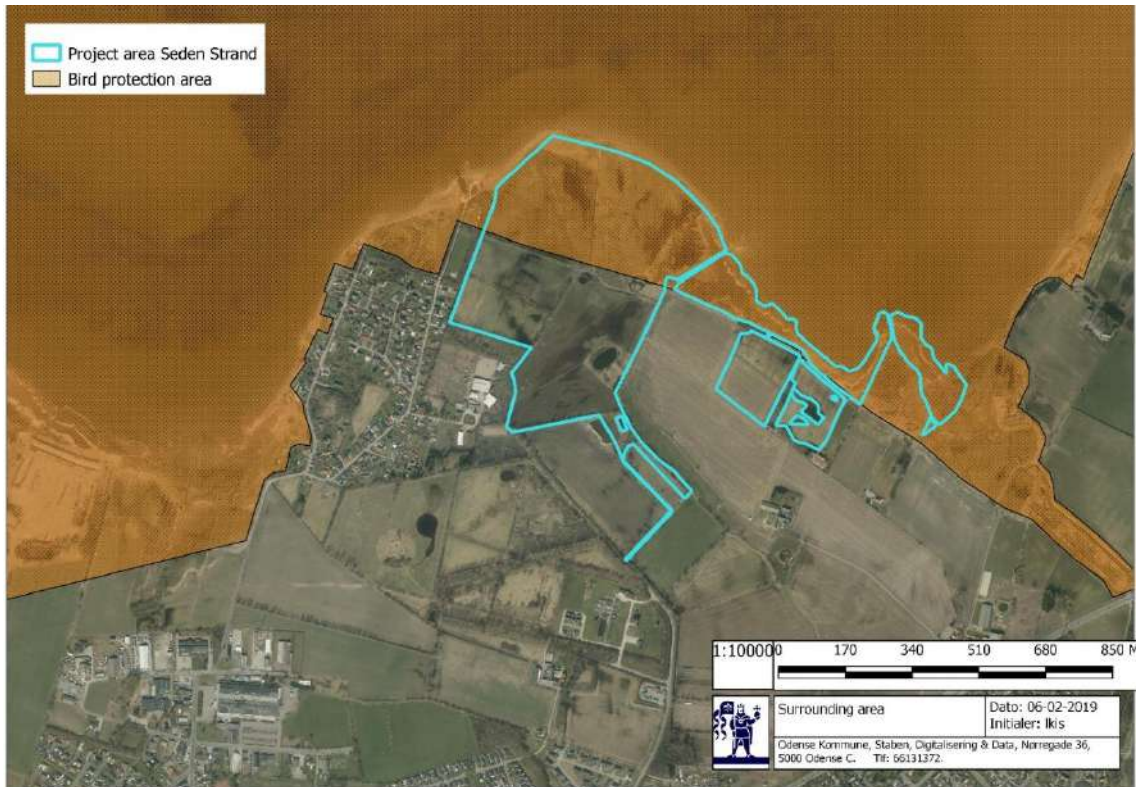 Project area Seden Strand
Bird protection area
1:10000
0 170 340 510 680 850 M
Surrounding area
Dato: 06-02-2019
Initialer: lkis
Odense Kommune, Staben, Digitalisering & Data, Nørregade 36,
5000 Odense C. Tlf: 66131372.